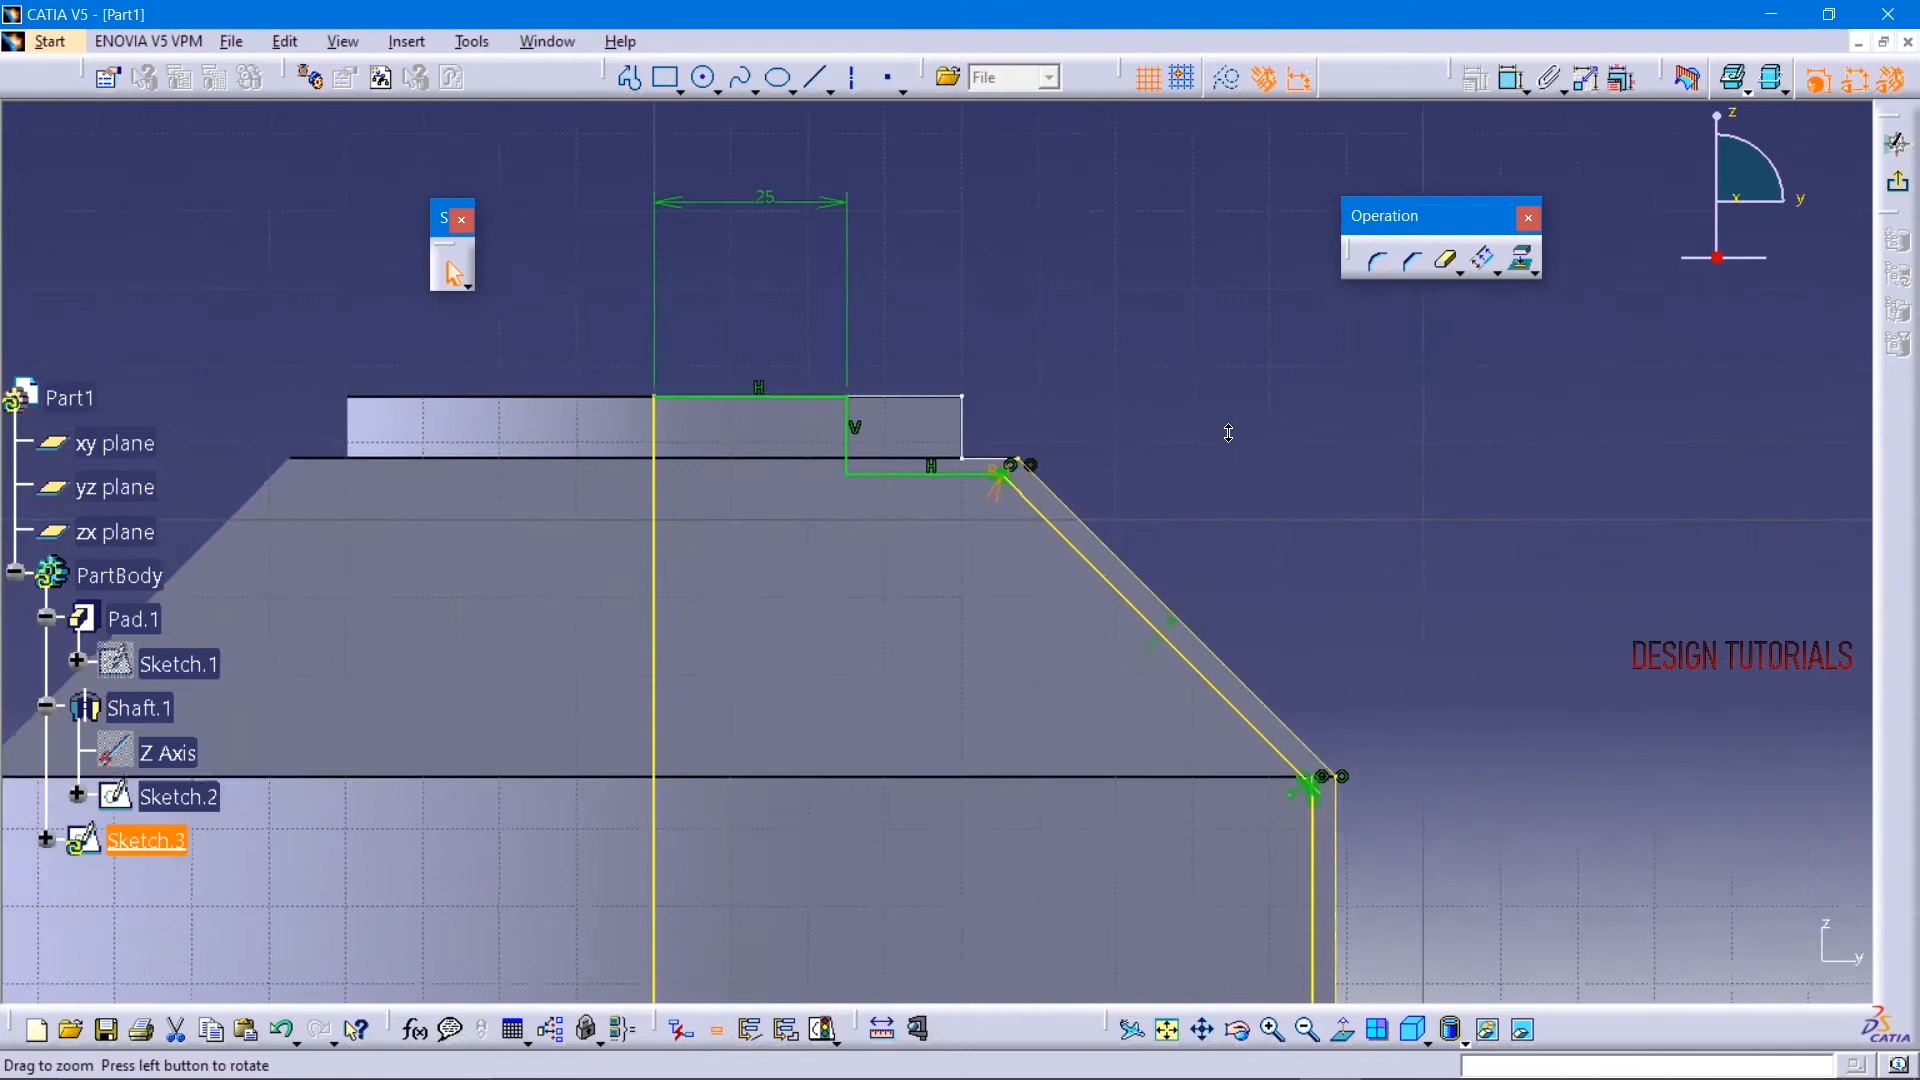 CATIA V5 - [Part1]
Start ENOVIA V5 VPM File Edit View Insert Tools Window Help
File
z
x
y
25
S
Operation
H
V
H
Part1
xy plane
yz plane
zx plane
PartBody
Pad.1
Sketch.1
Shaft.1
Z Axis
Sketch.2
Sketch.3
DESIGN TUTORIALS
z
y
f(x)
CATIA
Drag to zoom Press left button to rotate